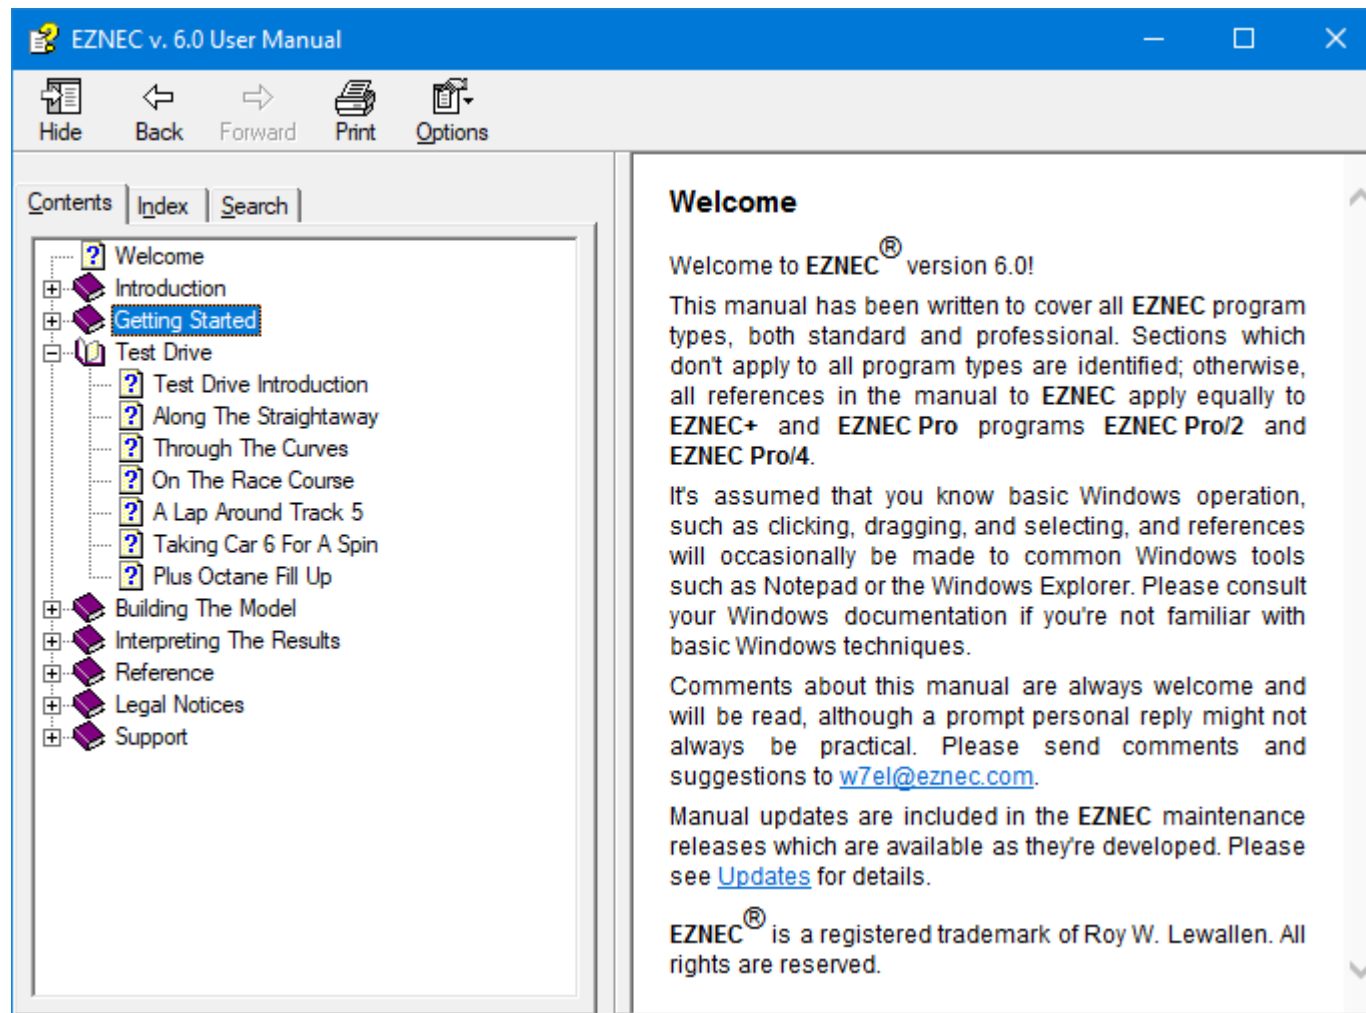 EZNEC v. 6.0 User Manual
Hide Back Forward Print Options
Contents Index Search
Welcome
Introduction
Getting Started
Test Drive
Test Drive Introduction
Along The Straightaway
Through The Curves
On The Race Course
A Lap Around Track 5
Taking Car 6 For A Spin
Plus Octane Fill Up
Building The Model
Interpreting The Results
Reference
Legal Notices
Support
Welcome
Welcome to EZNEC® version 6.0!
This manual has been written to cover all EZNEC program
types, both standard and professional. Sections which
don't apply to all program types are identified; otherwise,
all references in the manual to EZNEC apply equally to
EZNEC+ and EZNEC Pro programs EZNEC Pro/2 and
EZNEC Pro/4.
It's assumed that you know basic Windows operation,
such as clicking, dragging, and selecting, and references
will occasionally be made to common Windows tools
such as Notepad or the Windows Explorer. Please consult
your Windows documentation if you're not familiar with
basic Windows techniques.
Comments about this manual are always welcome and
will be read, although a prompt personal reply might not
always be practical. Please send comments and
suggestions to w7el@eznec.com.
Manual updates are included in the EZNEC maintenance
releases which are available as they're developed. Please
see Updates for details.
EZNEC® is a registered trademark of Roy W. Lewallen. All
rights are reserved.